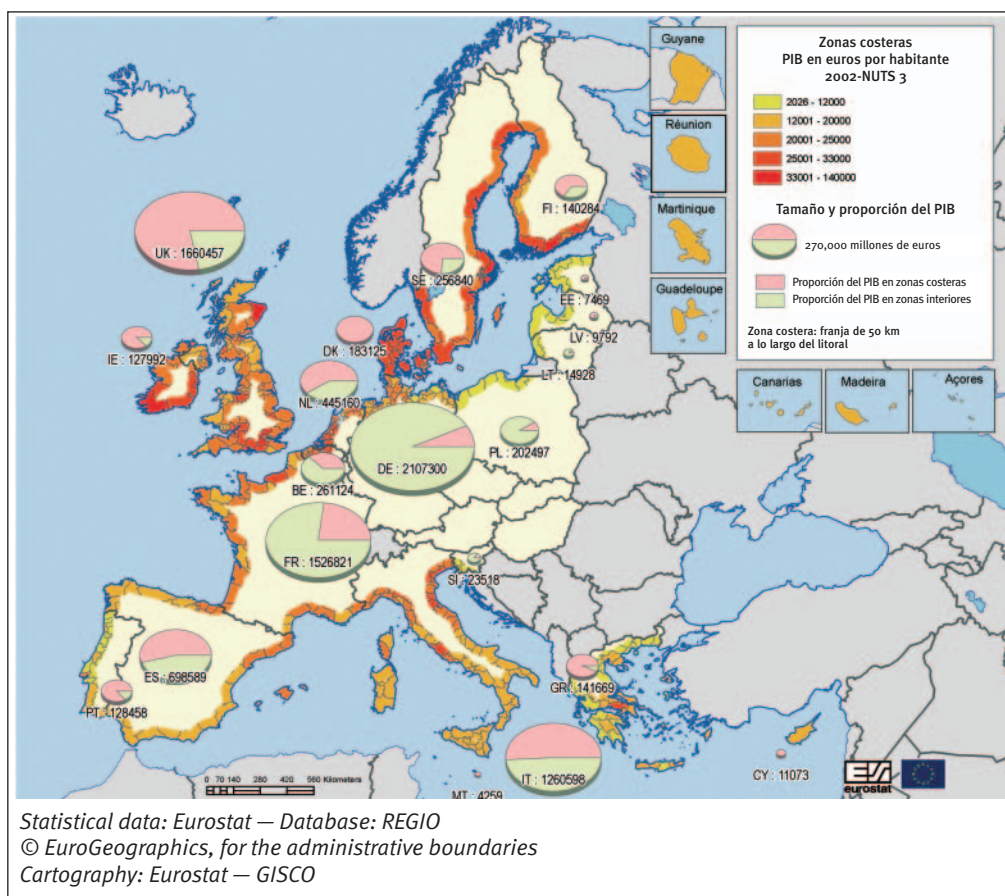 Guyane
Réunion
Martinique
Guadeloupe
Canarias
Madeira
Açores
Zonas costeras
PIB en euros por habitante
2002-NUTS 3
2026 - 12000
12001 - 20000
20001 - 25000
25001 - 33000
33001 - 140000
Tamaño y proporción del PIB
270,000 millones de euros
Proporción del PIB en zonas costeras
Proporción del PIB en zonas interiores
Zona costera: franja de 50 km
a lo largo del litoral
FI : 140284
UK : 1660457
SE : 256840
EE : 7469
LV : 9792
IE : 127992
DK : 183125
LT : 14928
NL : 445160
PL : 202497
DE : 2107300
BE : 261124
FR : 1526821
SI : 23518
ES : 698589
GR : 141669
PT : 128458
IT : 1260598
CY : 11073
MT : 4259
0 70 140 280 420 560 Kilometers
eurostat
Statistical data: Eurostat — Database: REGIO
© EuroGeographics, for the administrative boundaries
Cartography: Eurostat — GISCO